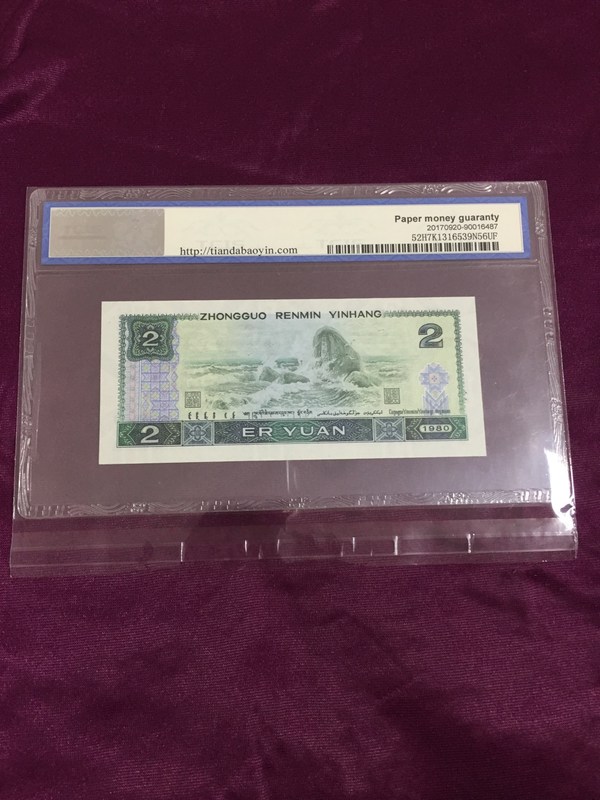 Paper money guaranty
20170920-90016487
http://tiandabaoyin.com
52H7K1316539N56UF
ZHONGGUO RENMIN YINHANG
2
2
2
ER YUAN
1980